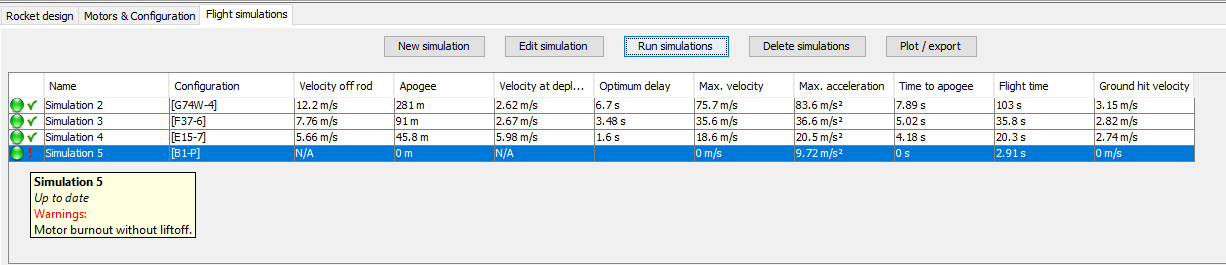 Rocket design Motors & Configuration Flight simulations
New simulation Edit simulation Run simulations Delete simulations Plot / export
Name Configuration Velocity off rod Apogee Velocity at depl... Optimum delay Max. velocity Max. acceleration Time to apogee Flight time Ground hit velocity
Simulation 2 [G74W-4] 12.2 m/s 281 m 2.62 m/s 6.7 s 75.7 m/s 83.6 m/s² 7.89 s 103 s 3.15 m/s
Simulation 3 [F37-6] 7.76 m/s 91 m 2.67 m/s 3.48 s 35.6 m/s 36.6 m/s² 5.02 s 35.8 s 2.82 m/s
Simulation 4 [E15-7] 5.66 m/s 45.8 m 5.98 m/s 1.6 s 18.6 m/s 20.5 m/s² 4.18 s 20.3 s 2.74 m/s
Simulation 5 [B1-P] N/A 0 m N/A 0 m/s 9.72 m/s² 0 s 2.91 s 0 m/s
Simulation 5
Up to date
Warnings:
Motor burnout without liftoff.